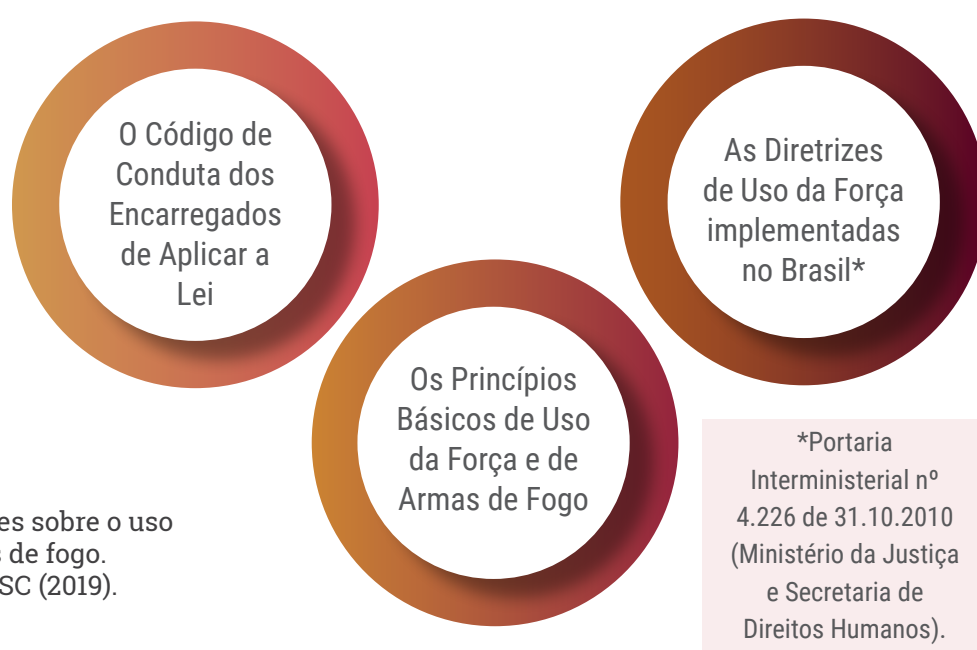 O Código de
Conduta dos
Encarregados
de Aplicar a
Lei
As Diretrizes
de Uso da Força
implementadas
no Brasil*
Os Princípios
Básicos de Uso
da Força e de
Armas de Fogo
*Portaria
Interministerial nº
4.226 de 31.10.2010
(Ministério da Justiça
e Secretaria de
Direitos Humanos).
sobre o uso
de fogo.
(2019).